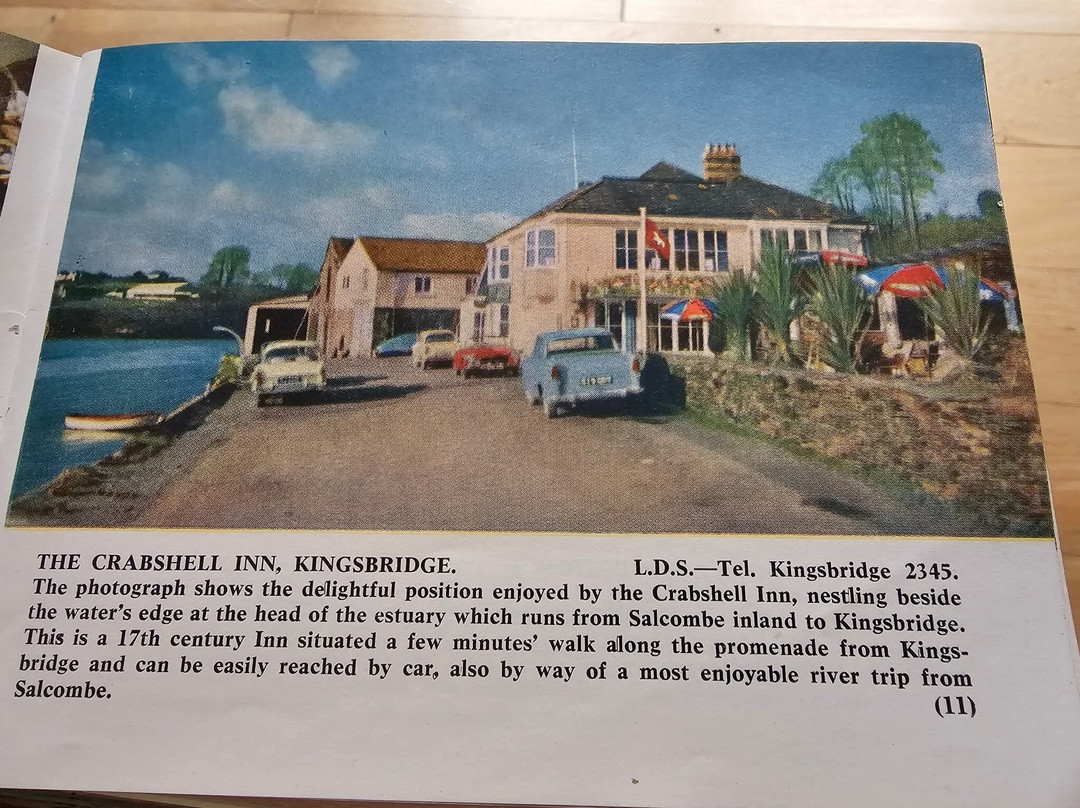 THE CRABSHELL INN, KINGSBRIDGE. L.D.S.—Tel. Kingsbridge 2345.
The photograph shows the delightful position enjoyed by the Crabshell Inn, nestling beside
the water's edge at the head of the estuary which runs from Salcombe inland to Kingsbridge.
This is a 17th century Inn situated a few minutes' walk along the promenade from Kings-
bridge and can be easily reached by car, also by way of a most enjoyable river trip from
Salcombe. (11)